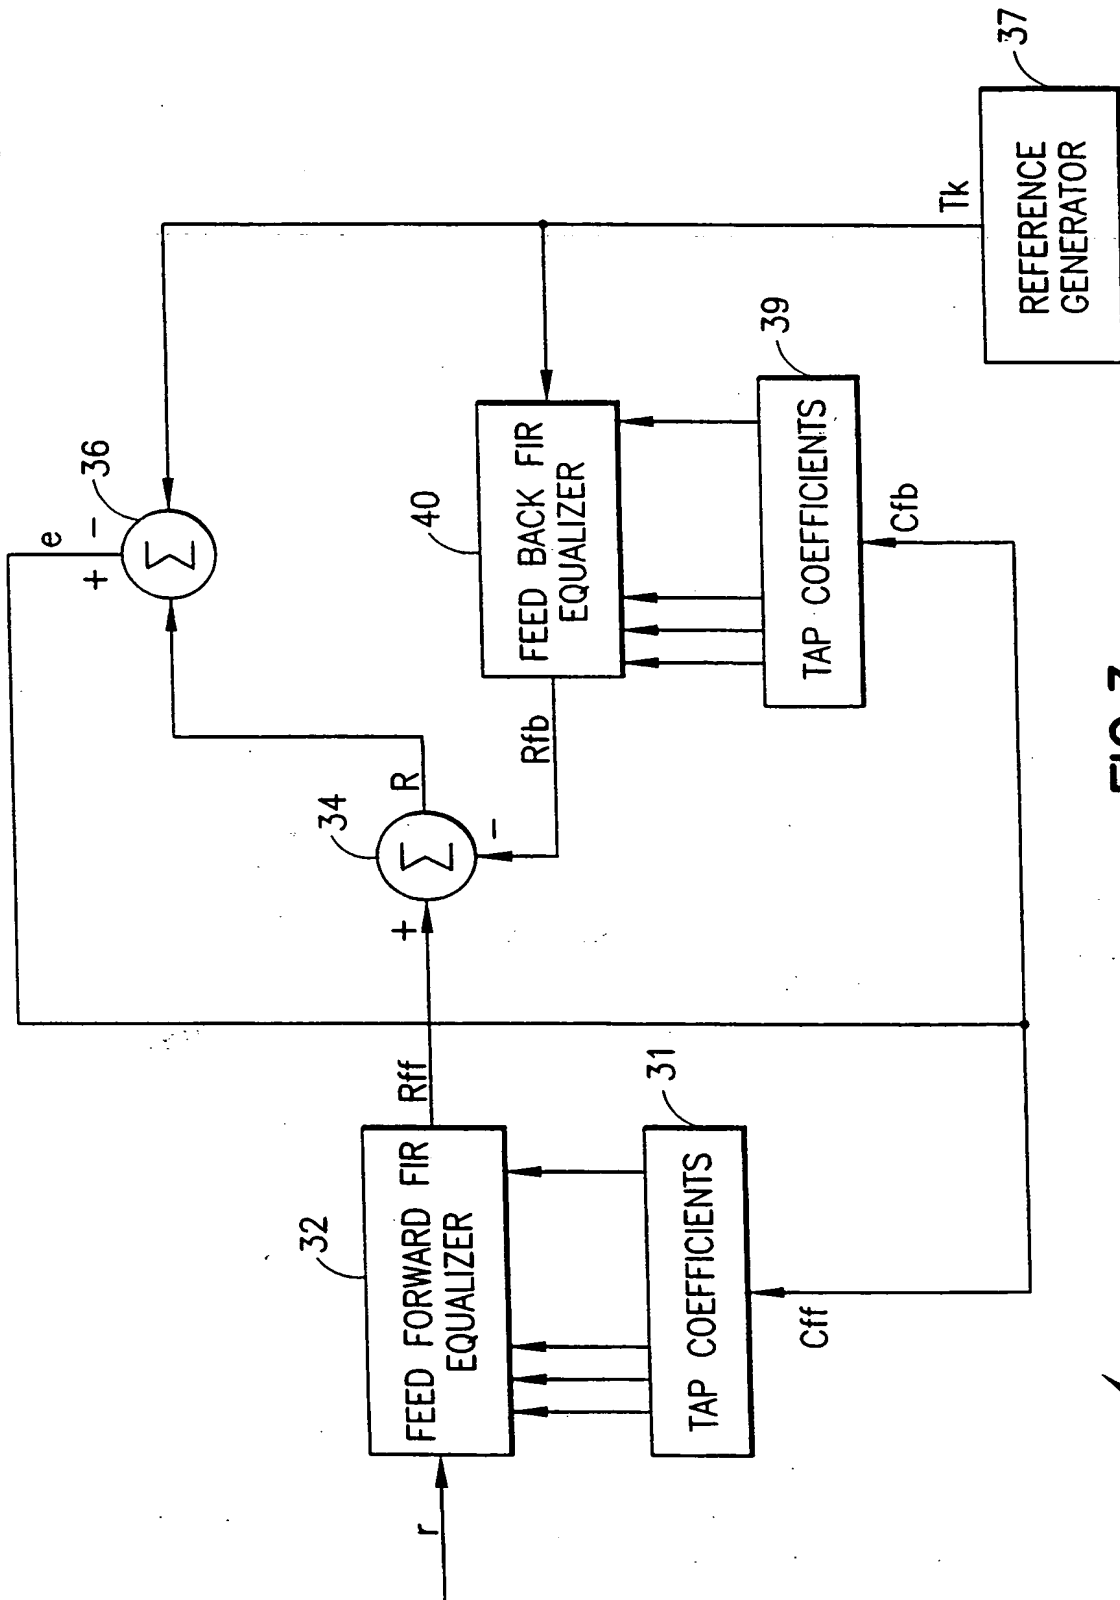 r
32
FEED FORWARD FIR
EQUALIZER
Rff
31
TAP COEFFICIENTS
Cff
+
34
Σ
-
R
Rfb
40
FEED BACK FIR
EQUALIZER
39
TAP COEFFICIENTS
Cfb
e
+
-
36
Σ
Tk
37
REFERENCE
GENERATOR